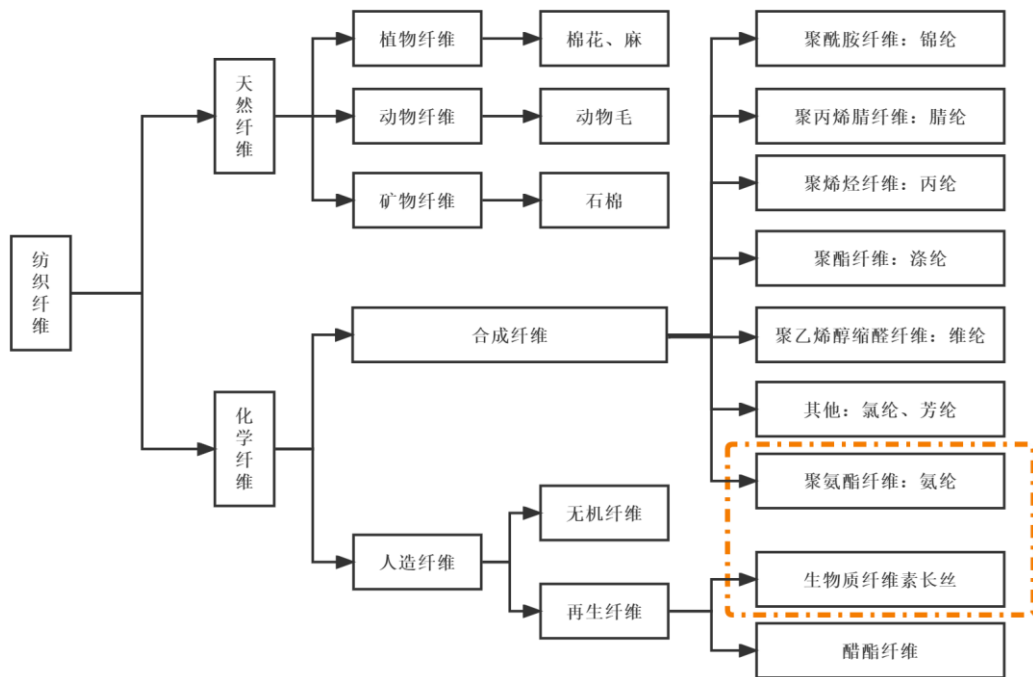 纺织纤维
天然纤维
植物纤维
棉花、麻
动物纤维
动物毛
矿物纤维
石棉
化学纤维
合成纤维
聚酰胺纤维：锦纶
聚丙烯腈纤维：腈纶
聚烯烃纤维：丙纶
聚酯纤维：涤纶
聚乙烯醇缩醛纤维：维纶
其他：氯纶、芳纶
聚氨酯纤维：氨纶
人造纤维
无机纤维
再生纤维
生物质纤维素长丝
醋酯纤维